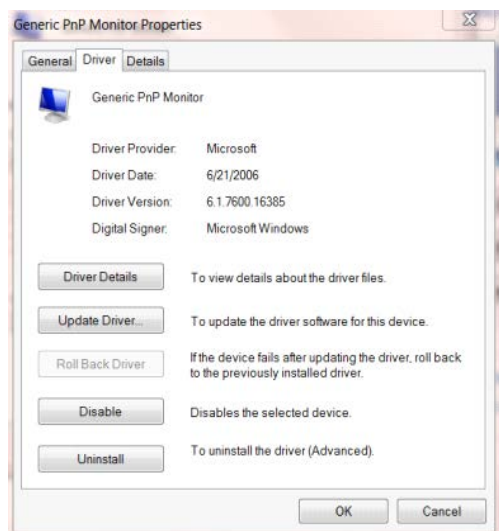 Generic PnP Monitor Properties
General Driver Details
Generic PnP Monitor
Driver Provider: Microsoft
Driver Date: 6/21/2006
Driver Version: 6.1.7600.16385
Digital Signer: Microsoft Windows
Driver Details To view details about the driver files.
Update Driver... To update the driver software for this device.
Roll Back Driver If the device fails after updating the driver, roll back
to the previously installed driver.
Disable Disables the selected device.
Uninstall To uninstall the driver (Advanced).
OK Cancel